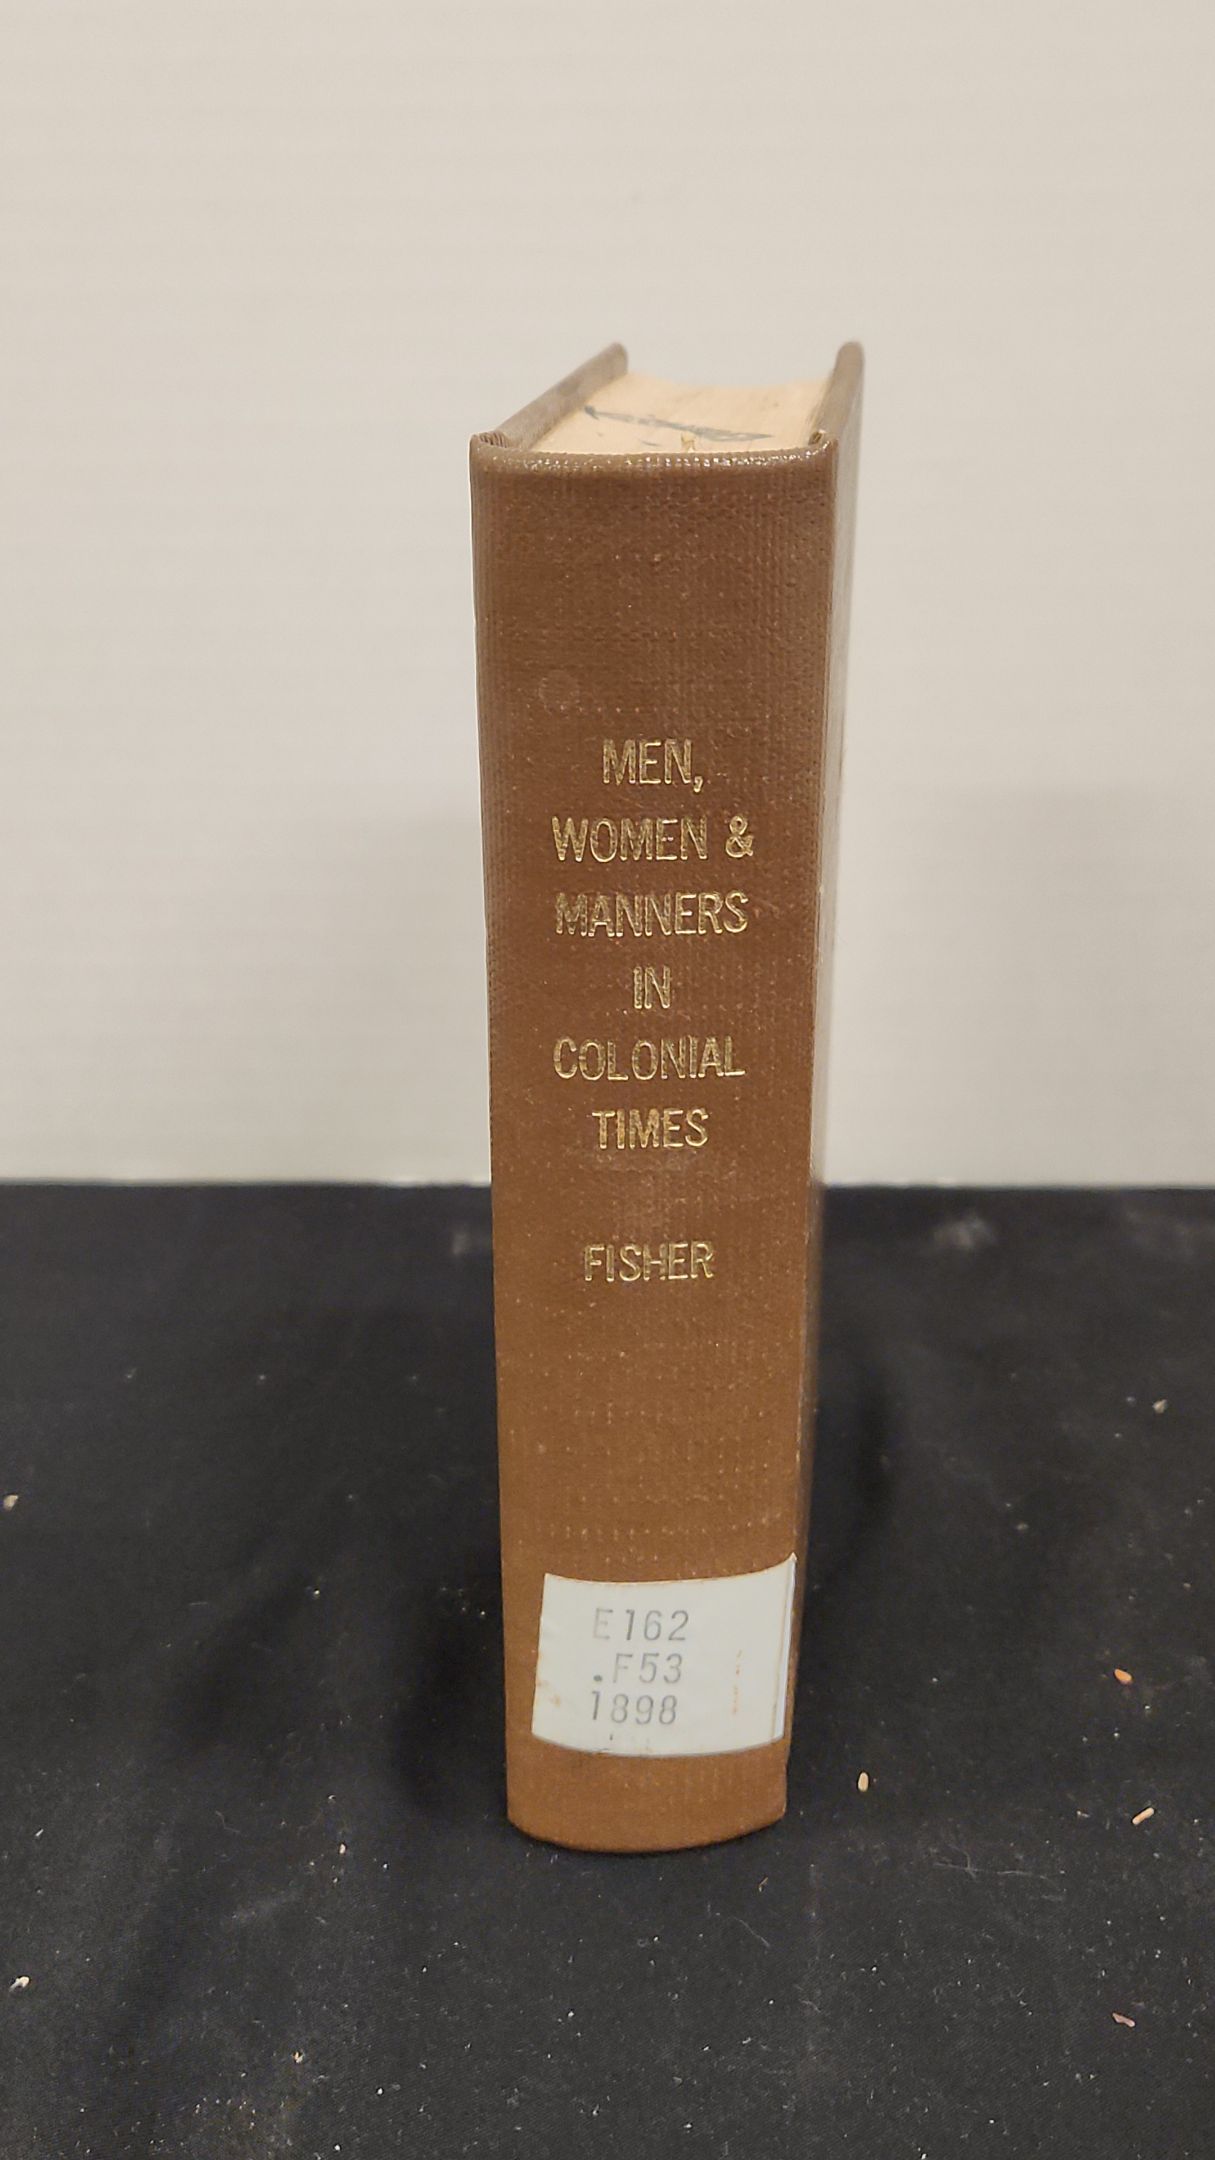 MEN,
WOMEN &
MANNERS
IN
COLONIAL
TIMES
FISHER
E162
.F53
1898